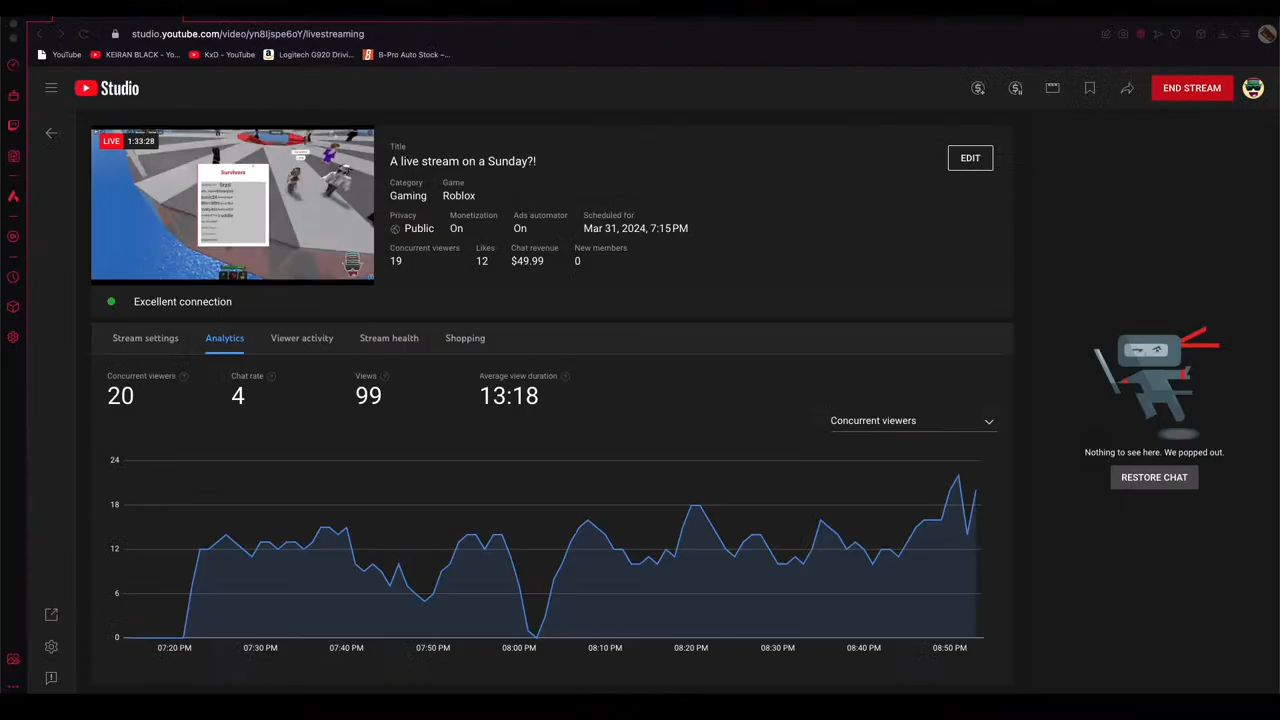 studio.youtube.com/video/yn8Ijspe6oY/livestreaming
YouTube
KEIRAN BLACK - Yo...
KxD - YouTube
Logitech G920 Drivi...
B-Pro Auto Stock –...
Studio
END STREAM
LIVE 1:33:28
Survivors
Title
A live stream on a Sunday?!
EDIT
Category Game
Gaming Roblox
Privacy Monetization Ads automator Scheduled for
Public On On Mar 31, 2024, 7:15 PM
Concurrent viewers Likes Chat revenue New members
19 12 $49.99 0
Excellent connection
Stream settings Analytics Viewer activity Stream health Shopping
Concurrent viewers Chat rate Views Average view duration
20 4 99 13:18
Concurrent viewers
24
18
12
6
0
07:20 PM 07:30 PM 07:40 PM 07:50 PM 08:00 PM 08:10 PM 08:20 PM 08:30 PM 08:40 PM 08:50 PM
Nothing to see here. We popped out.
RESTORE CHAT